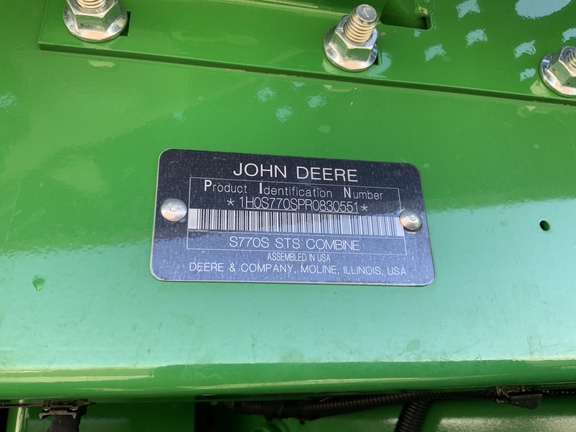 JOHN DEERE
Product Identification Number
*1H0S770SPR0830551*
S770S STS COMBINE
ASSEMBLED IN USA
DEERE & COMPANY, MOLINE, ILLINOIS, USA